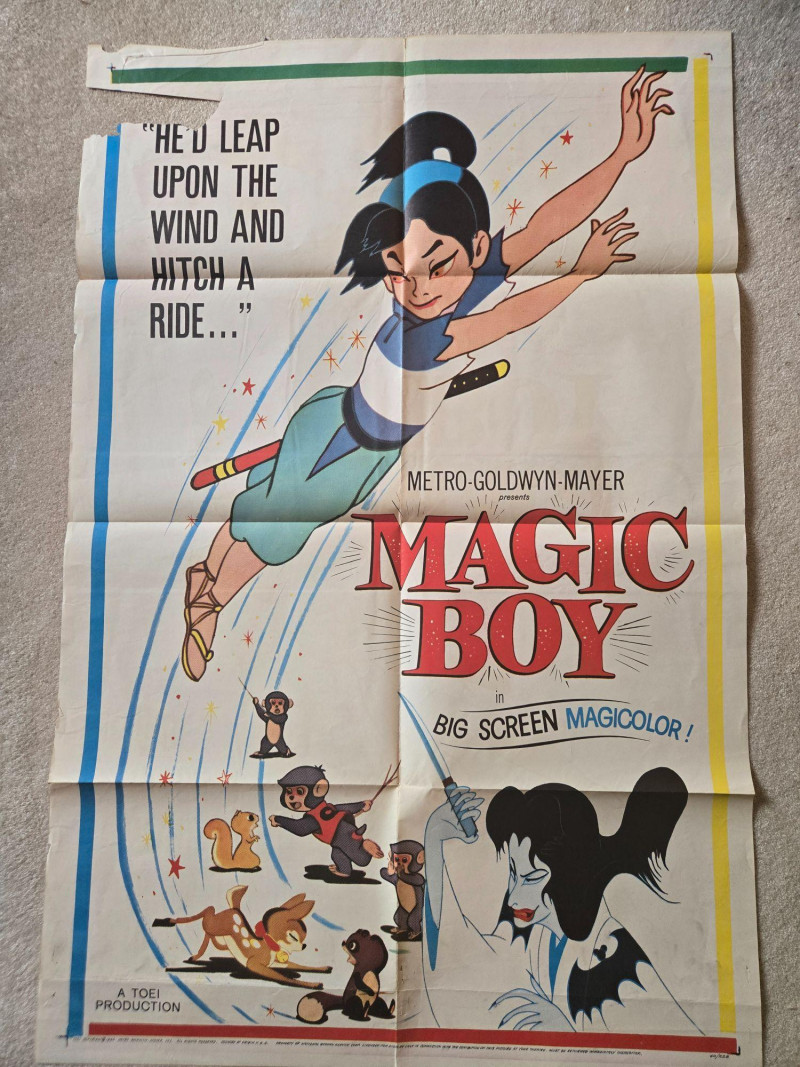 "HE'D LEAP
UPON THE
WIND AND
HITCH A
RIDE..."
METRO-GOLDWYN-MAYER
presents
MAGIC
BOY
in
BIG SCREEN MAGICOLOR!
A TOEI
PRODUCTION